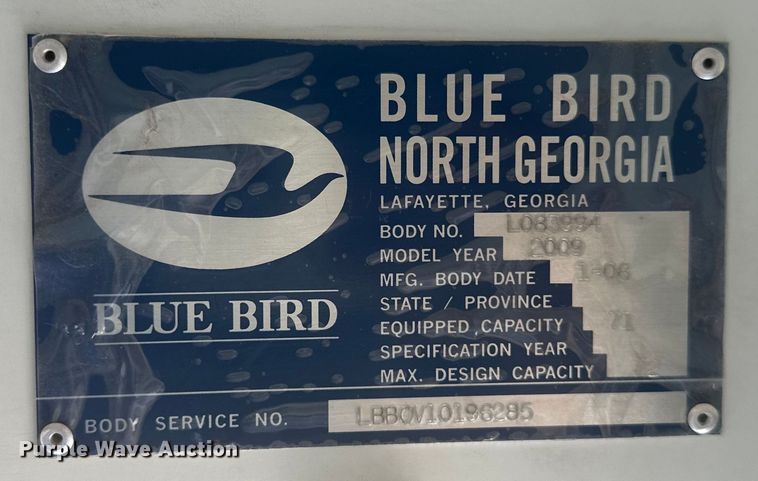 BLUE BIRD
NORTH GEORGIA
LAFAYETTE, GEORGIA
BODY NO.
MODEL YEAR 2009
MFG. BODY DATE 1-08
STATE / PROVINCE
EQUIPPED CAPACITY 71
SPECIFICATION YEAR
MAX. DESIGN CAPACITY
BLUE BIRD
BODY SERVICE NO. LBBCV10196285
Purple Wave Auction